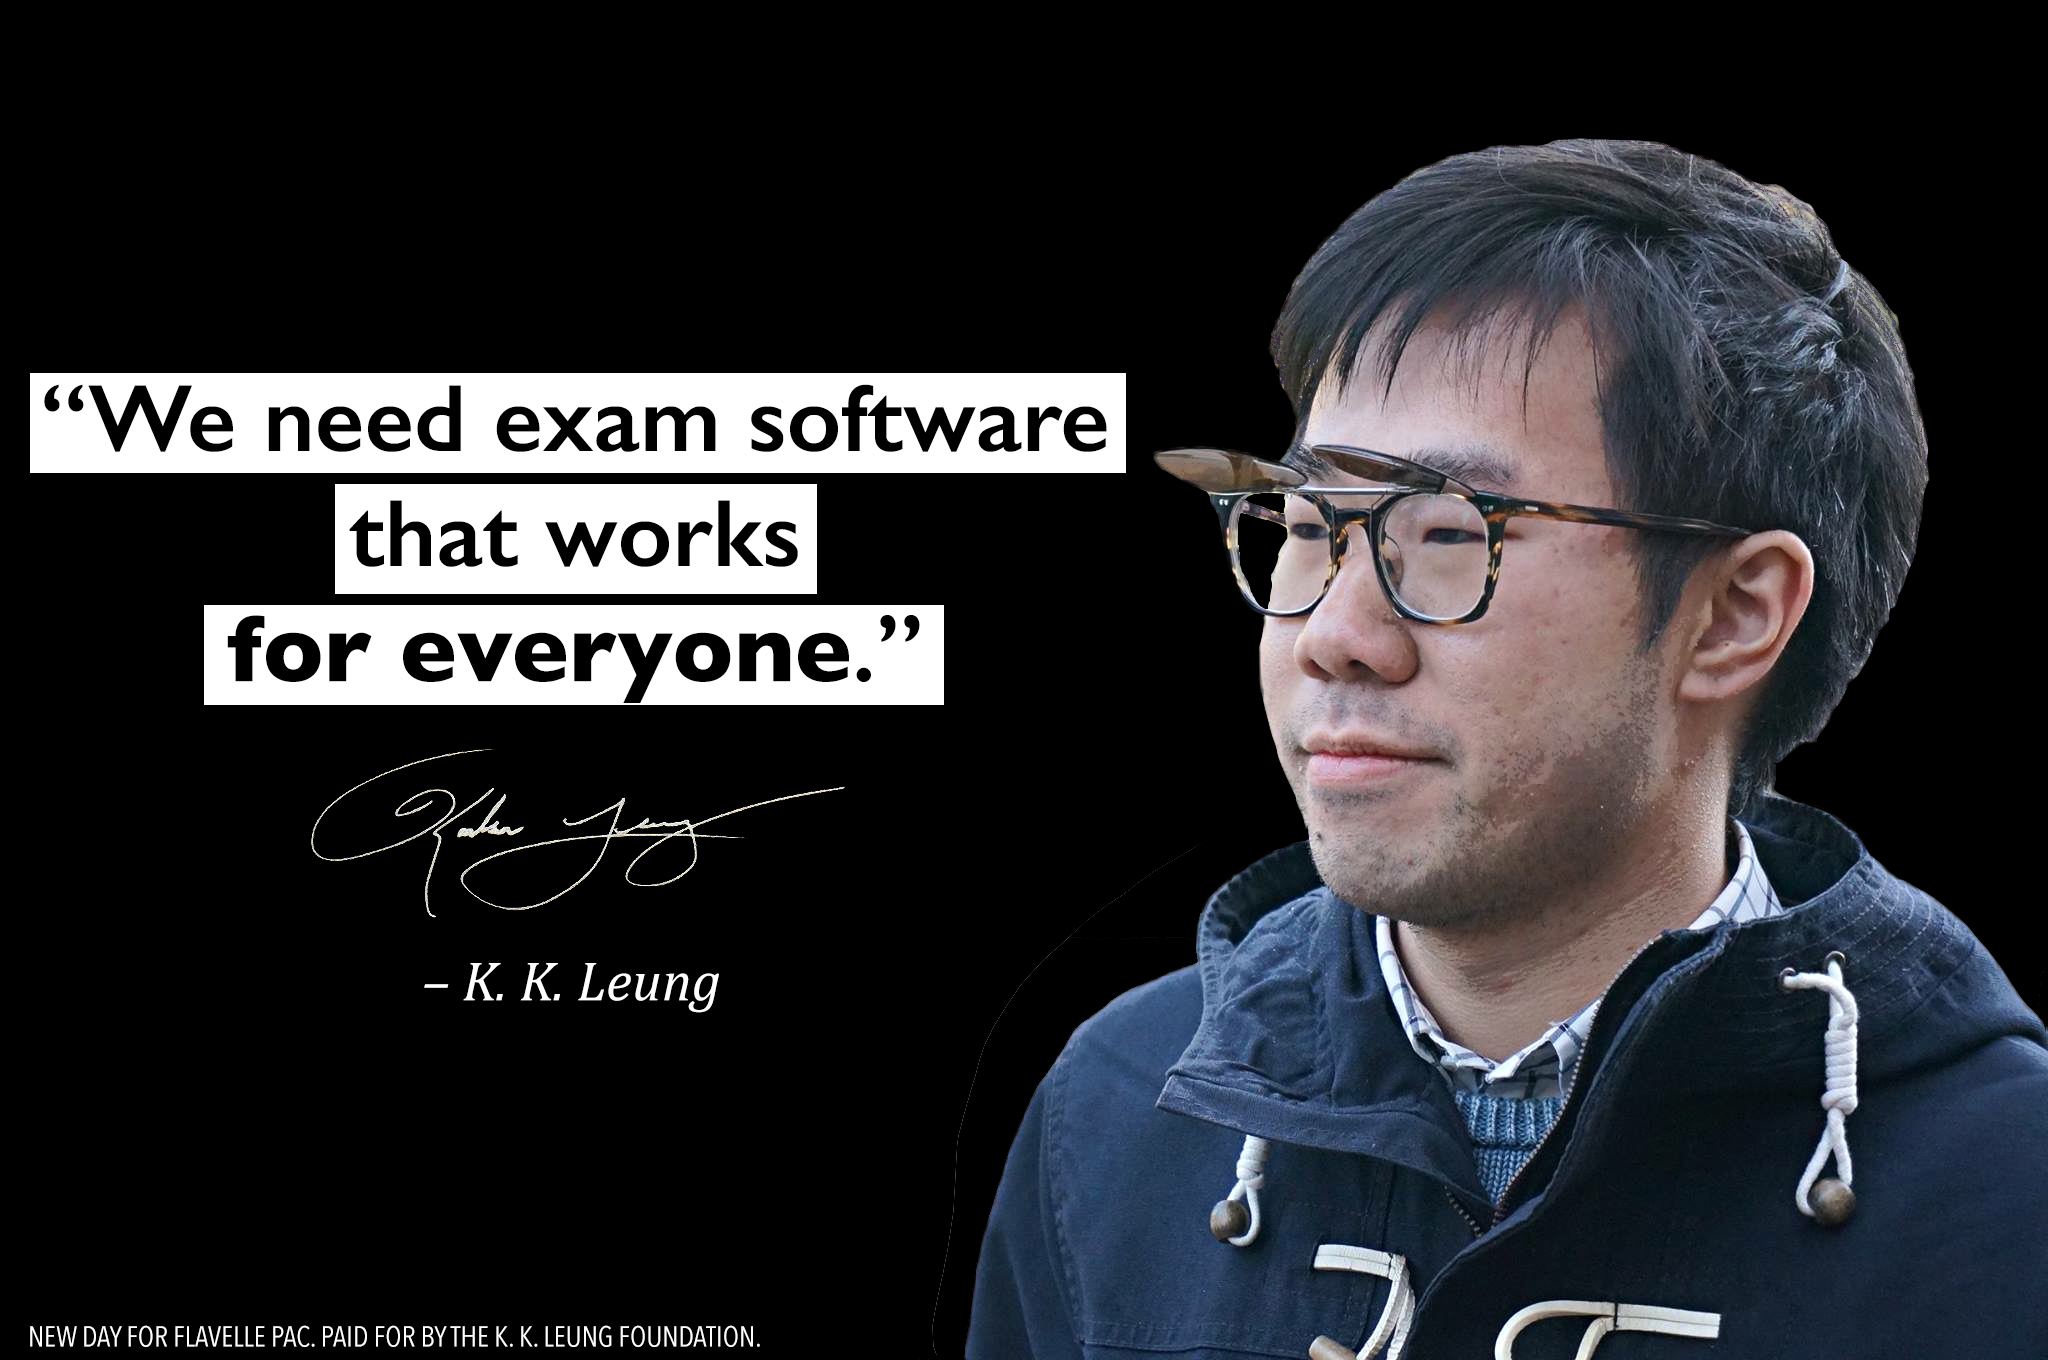 “We need exam software
that works
for everyone.”
– K. K. Leung
NEW DAY FOR FLAVELLE PAC. PAID FOR BY THE K. K. LEUNG FOUNDATION.